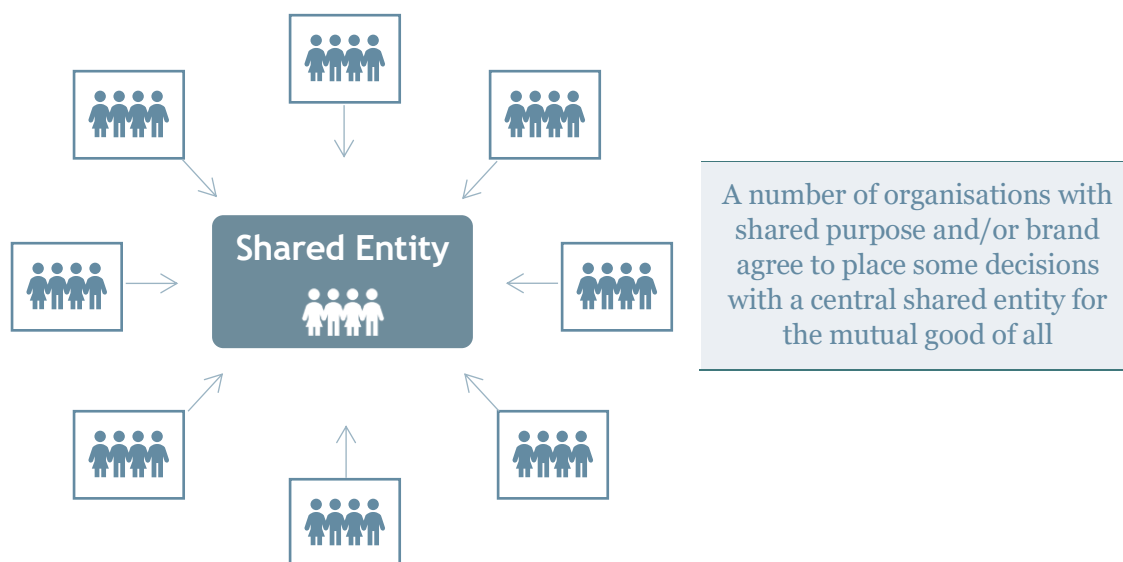 Shared Entity
A number of organisations with
shared purpose and/or brand
agree to place some decisions
with a central shared entity for
the mutual good of all